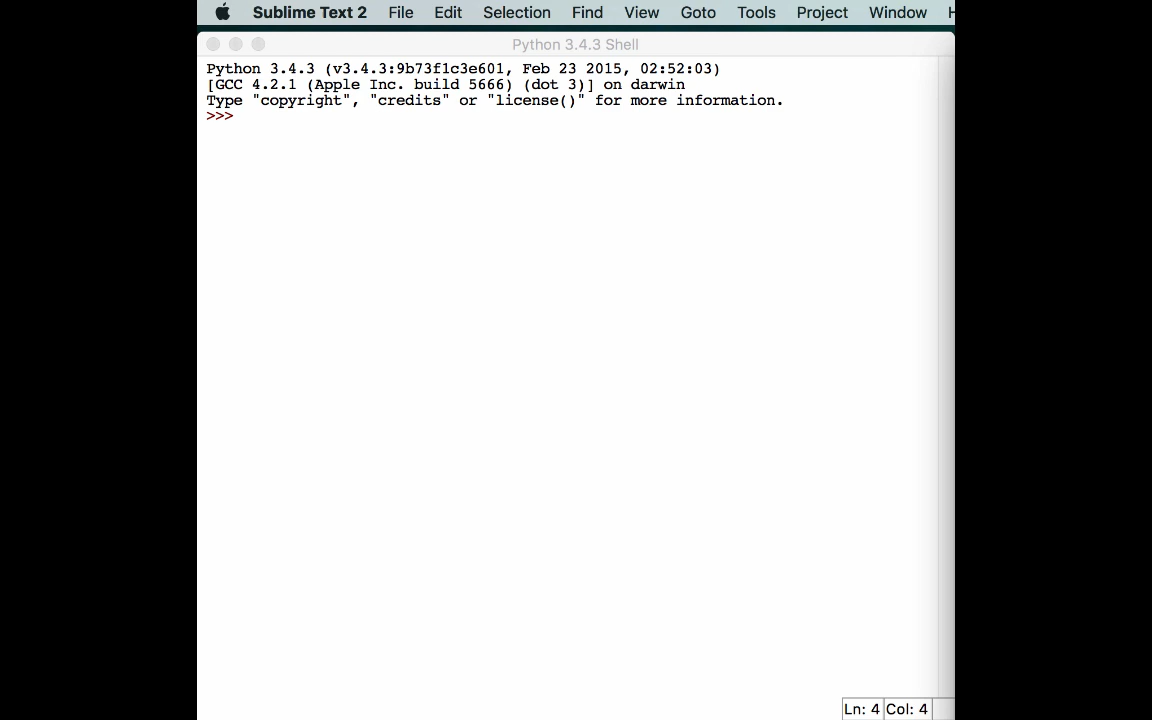 Sublime Text 2 File Edit Selection Find View Goto Tools Project Window
Python 3.4.3 Shell
Python 3.4.3 (v3.4.3:9b73f1c3e601, Feb 23 2015, 02:52:03)
[GCC 4.2.1 (Apple Inc. build 5666) (dot 3)] on darwin
Type "copyright", "credits" or "license()" for more information.
>>>
Ln: 4 Col: 4